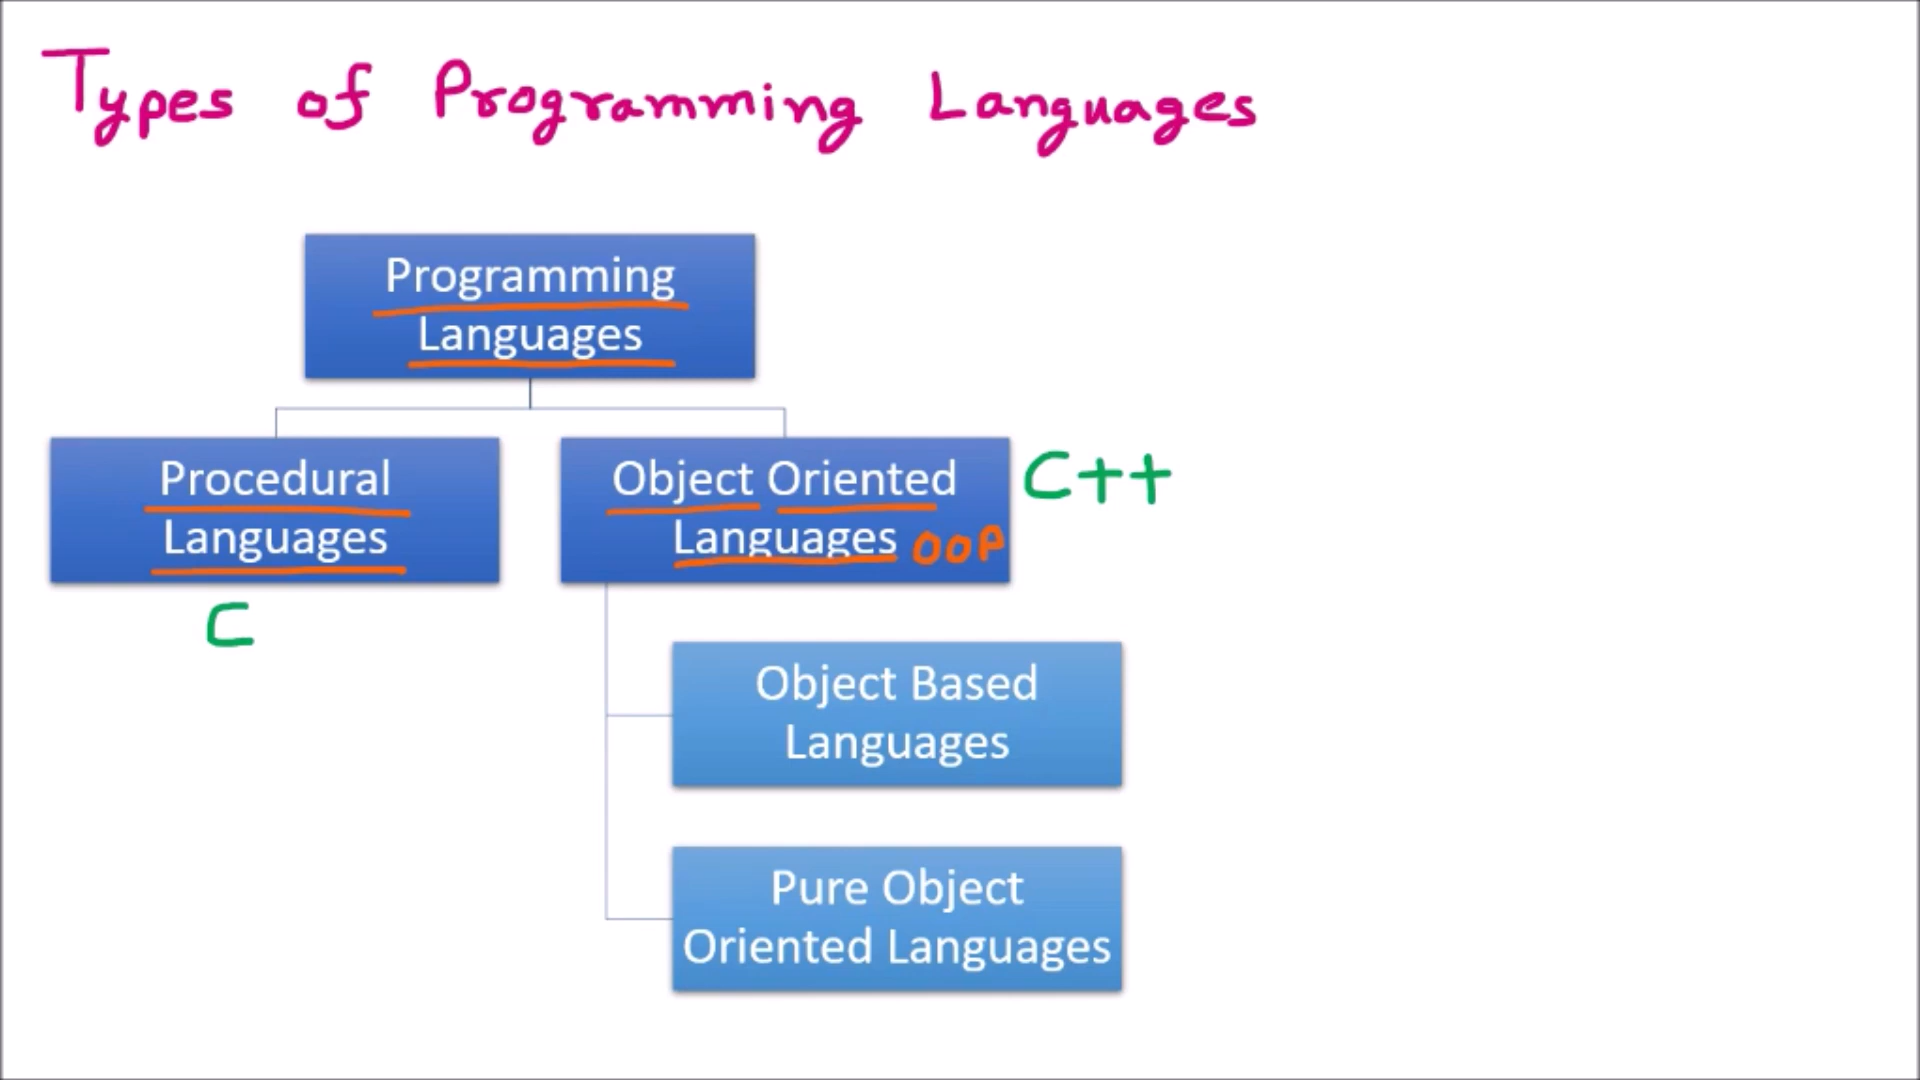 Types of Programming Languages
Programming
Languages
Procedural
Languages
C
Object Oriented
Languages OOP
C++
Object Based
Languages
Pure Object
Oriented Languages